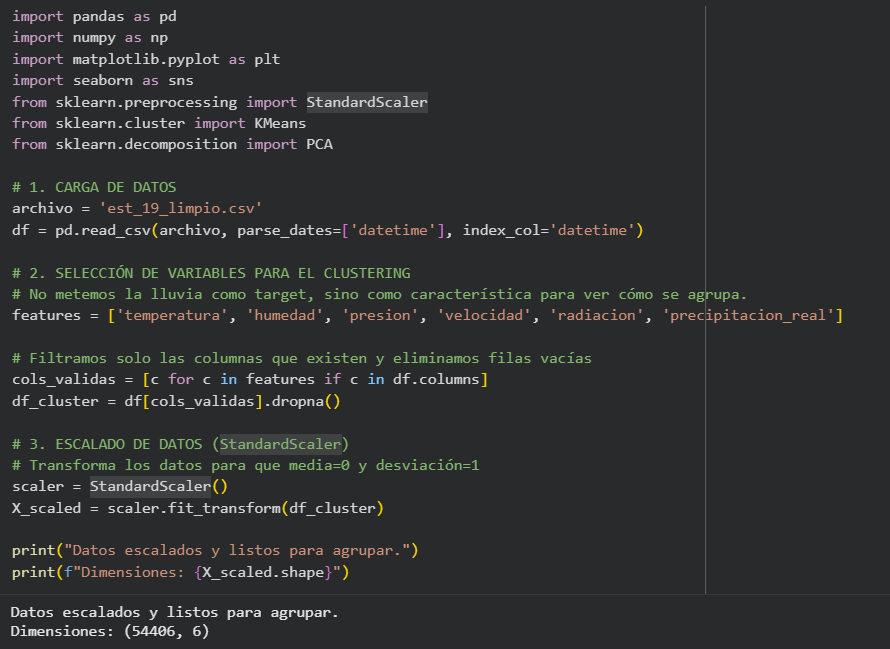 import pandas as pd
import numpy as np
import matplotlib.pyplot as plt
import seaborn as sns
from sklearn.preprocessing import StandardScaler
from sklearn.cluster import KMeans
from sklearn.decomposition import PCA

# 1. CARGA DE DATOS
archivo = 'est_19_limpio.csv'
df = pd.read_csv(archivo, parse_dates=['datetime'], index_col='datetime')

# 2. SELECCIÓN DE VARIABLES PARA EL CLUSTERING
# No metemos la lluvia como target, sino como característica para ver cómo se agrupa.
features = ['temperatura', 'humedad', 'presion', 'velocidad', 'radiacion', 'precipitacion_real']

# Filtramos solo las columnas que existen y eliminamos filas vacías
cols_validas = [c for c in features if c in df.columns]
df_cluster = df[cols_validas].dropna()

# 3. ESCALADO DE DATOS (StandardScaler)
# Transforma los datos para que media=0 y desviación=1
scaler = StandardScaler()
X_scaled = scaler.fit_transform(df_cluster)

print("Datos escalados y listos para agrupar.")
print(f"Dimensiones: {X_scaled.shape}")

Datos escalados y listos para agrupar.
Dimensiones: (54406, 6)